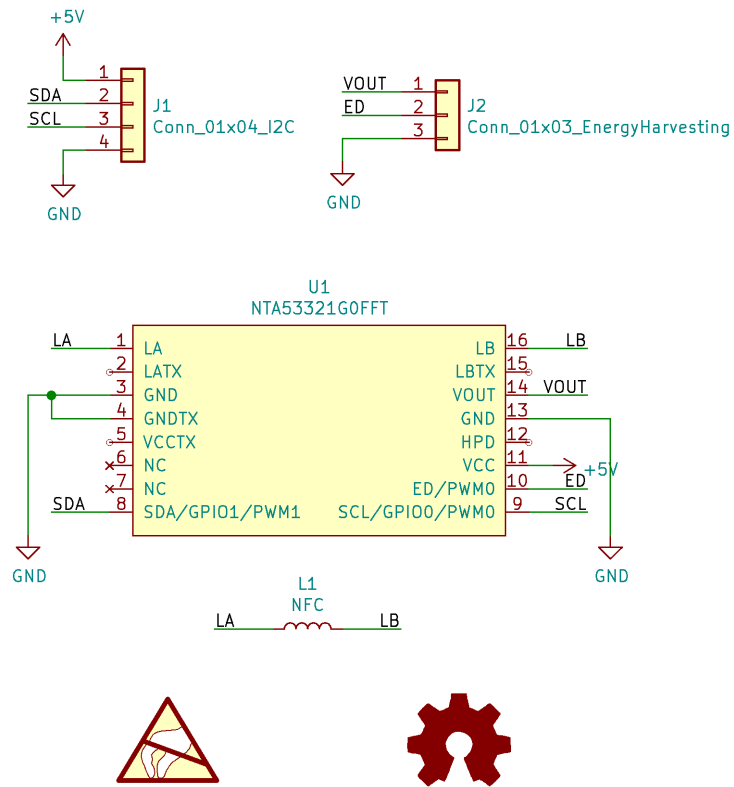 +5V
1
SDA 2
SCL 3
4
J1
Conn_01x04_I2C
GND
VOUT 1
ED 2
3
J2
Conn_01x03_EnergyHarvesting
GND
U1
NTA53321G0FFT
LA 1 LA LB 16 LB
2 LATX LBTX 15
3 GND VOUT 14 VOUT
4 GNDTX GND 13
5 VCCTX HPD 12
6 NC VCC 11 +5V
7 NC ED/PWM0 10 ED
SDA 8 SDA/GPIO1/PWM1 SCL/GPIO0/PWM0 9 SCL
GND GND
L1
NFC
LA LB